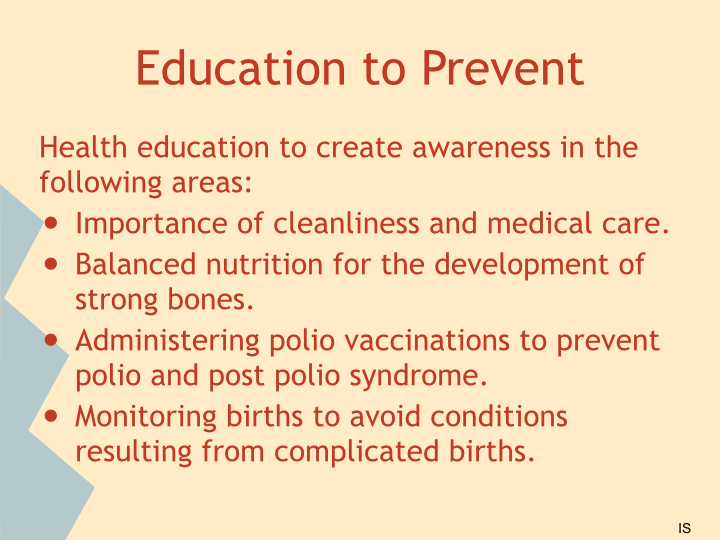 Education to Prevent
Health education to create awareness in the
following areas:
● Importance of cleanliness and medical care.
● Balanced nutrition for the development of
strong bones.
● Administering polio vaccinations to prevent
polio and post polio syndrome.
● Monitoring births to avoid conditions
resulting from complicated births.
IS